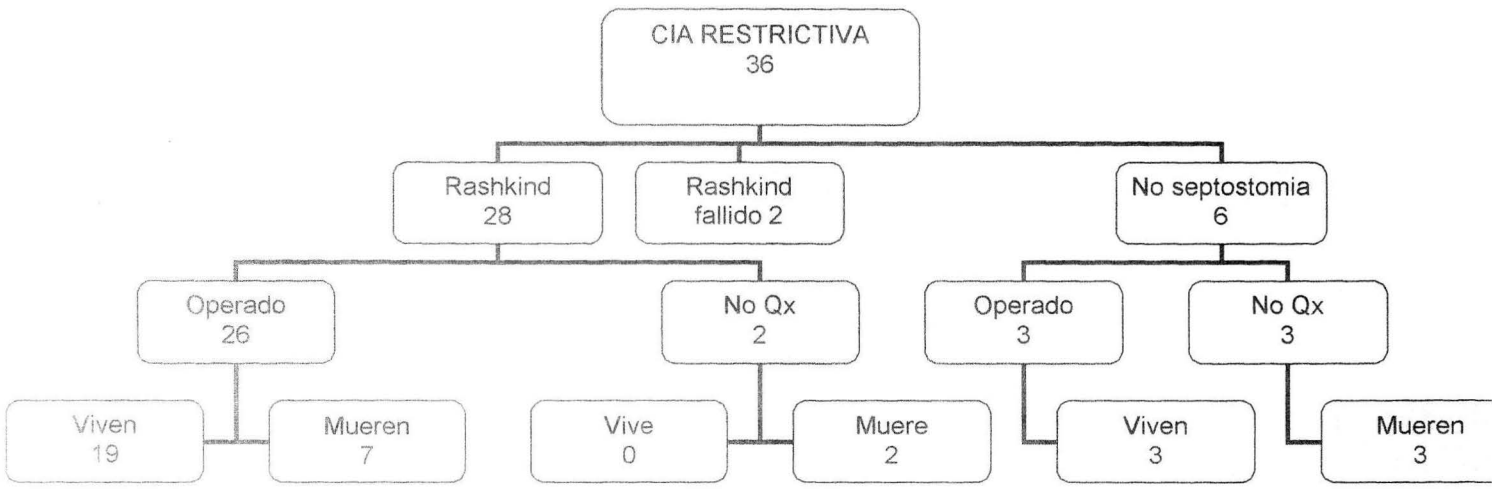 CIA RESTRICTIVA
36
Rashkind
28
Rashkind
fallido 2
No septostomia
6
Operado
26
No Qx
2
Operado
3
No Qx
3
Viven
19
Mueren
7
Vive
0
Muere
2
Viven
3
Mueren
3